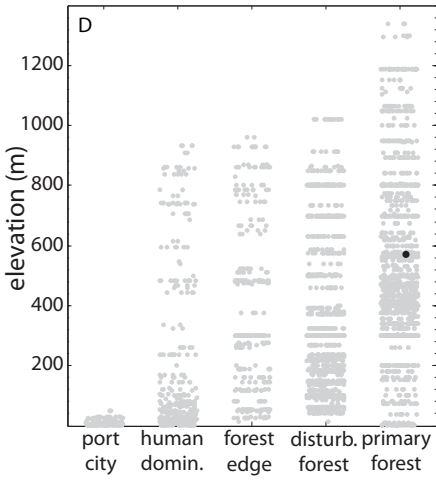 D
1200
1000
800
600
400
200
elevation (m)
port city
human domin.
forest edge
disturb. forest
primary forest